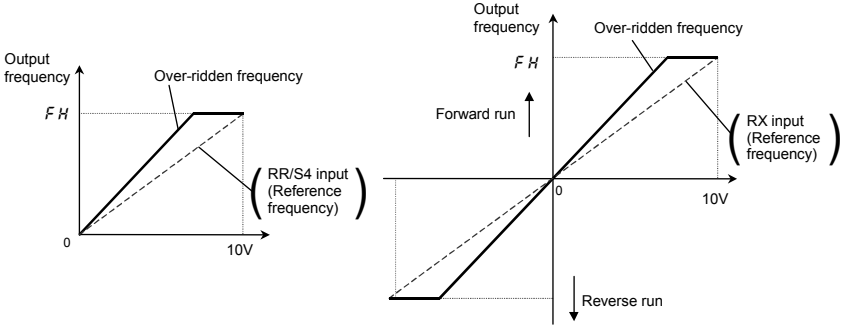 Output
frequency
Over-ridden frequency
FH
RR/S4 input
(Reference
frequency)
0
10V
Output
frequency
Over-ridden frequency
FH
Forward run
RX input
(Reference
frequency)
0
10V
Reverse run